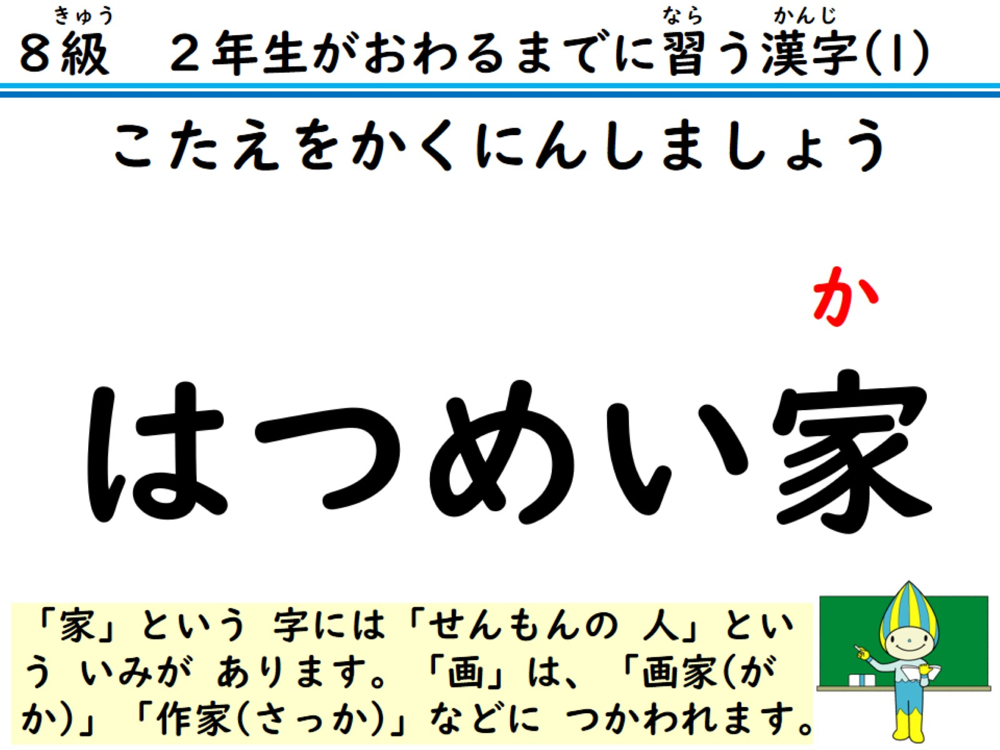 きゅう なら かんじ
８級　２年生がおわるまでに習う漢字(1)
こたえをかくにんしましょう
か
はつめい家
「家」という 字には「せんもんの 人」とい
う いみが あります。「画」は、「画家(が
か)」「作家(さっか)」などに つかわれます。